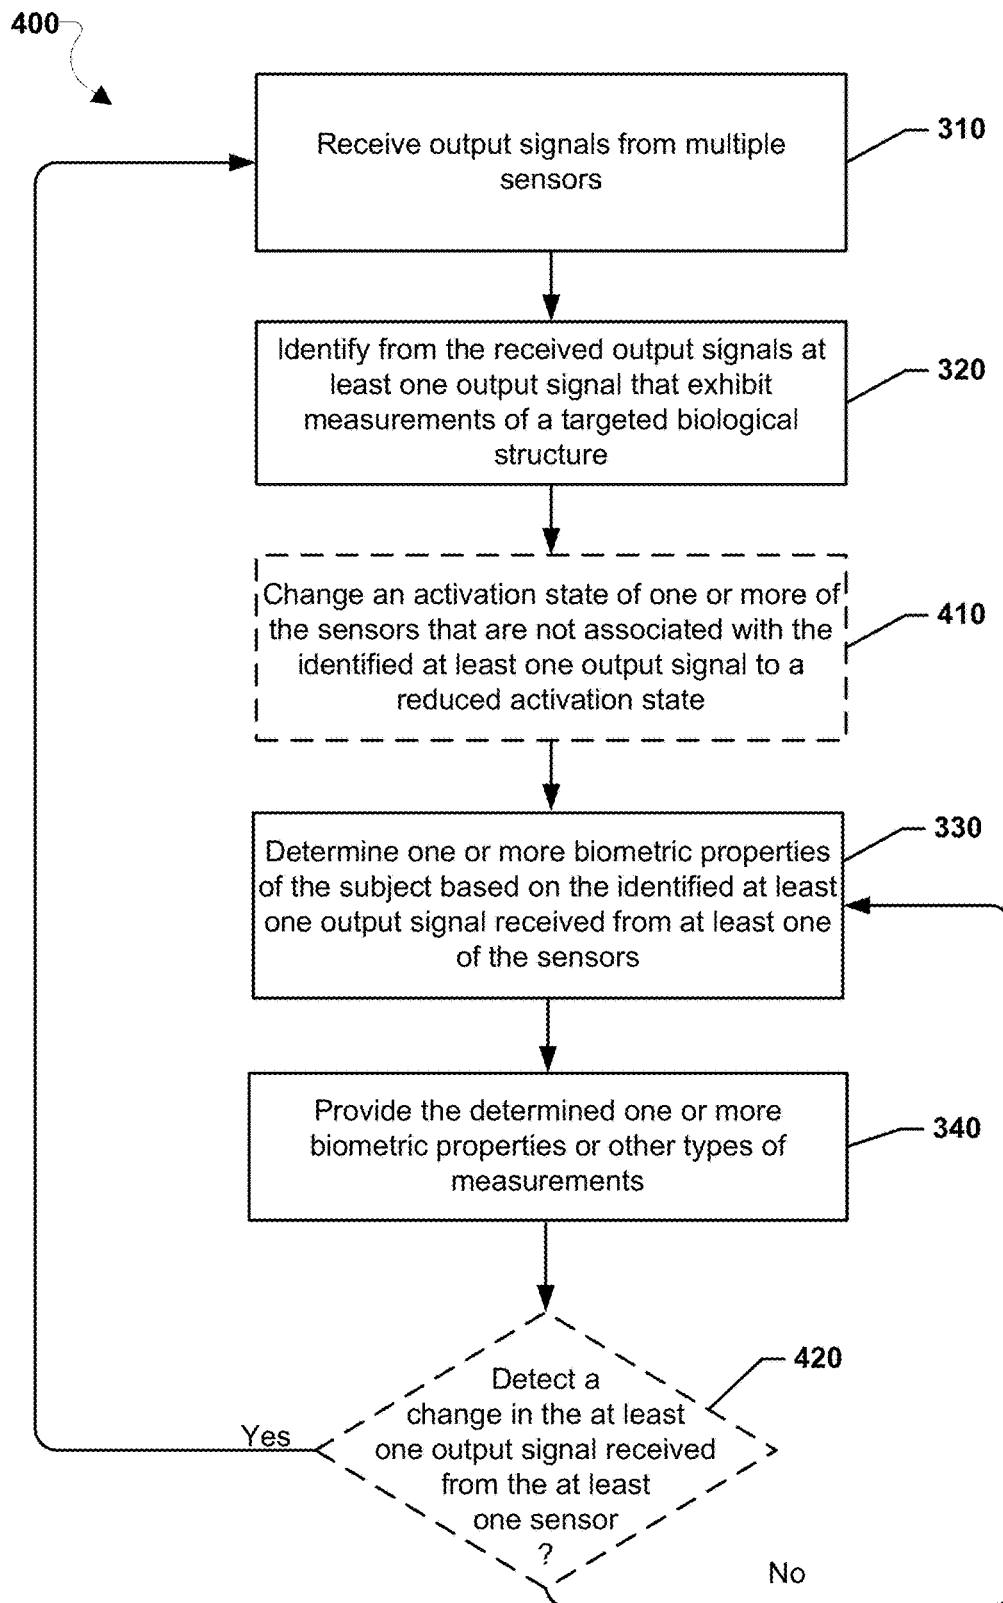 400
Receive output signals from multiple
sensors
310
Identify from the received output signals at
least one output signal that exhibit
measurements of a targeted biological
structure
320
Change an activation state of one or more of
the sensors that are not associated with the
identified at least one output signal to a
reduced activation state
410
Determine one or more biometric properties
of the subject based on the identified at least
one output signal received from at least one
of the sensors
330
Provide the determined one or more
biometric properties or other types of
measurements
340
Detect a
change in the at least
one output signal received
from the at least
one sensor
?
420
Yes
No